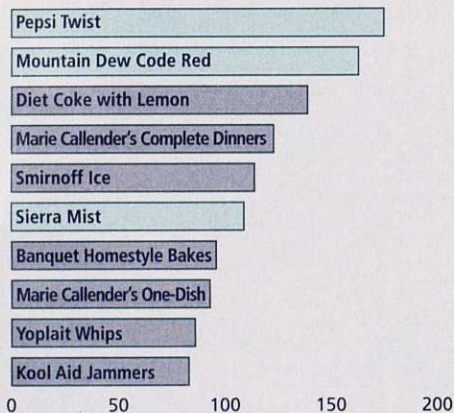 Pepsi Twist
Mountain Dew Code Red
Diet Coke with Lemon
Marie Callender's Complete Dinners
Smirnoff Ice
Sierra Mist
Banquet Homestyle Bakes
Marie Callender's One-Dish
Yoplait Whips
Kool Aid Jammers
0 50 100 150 200